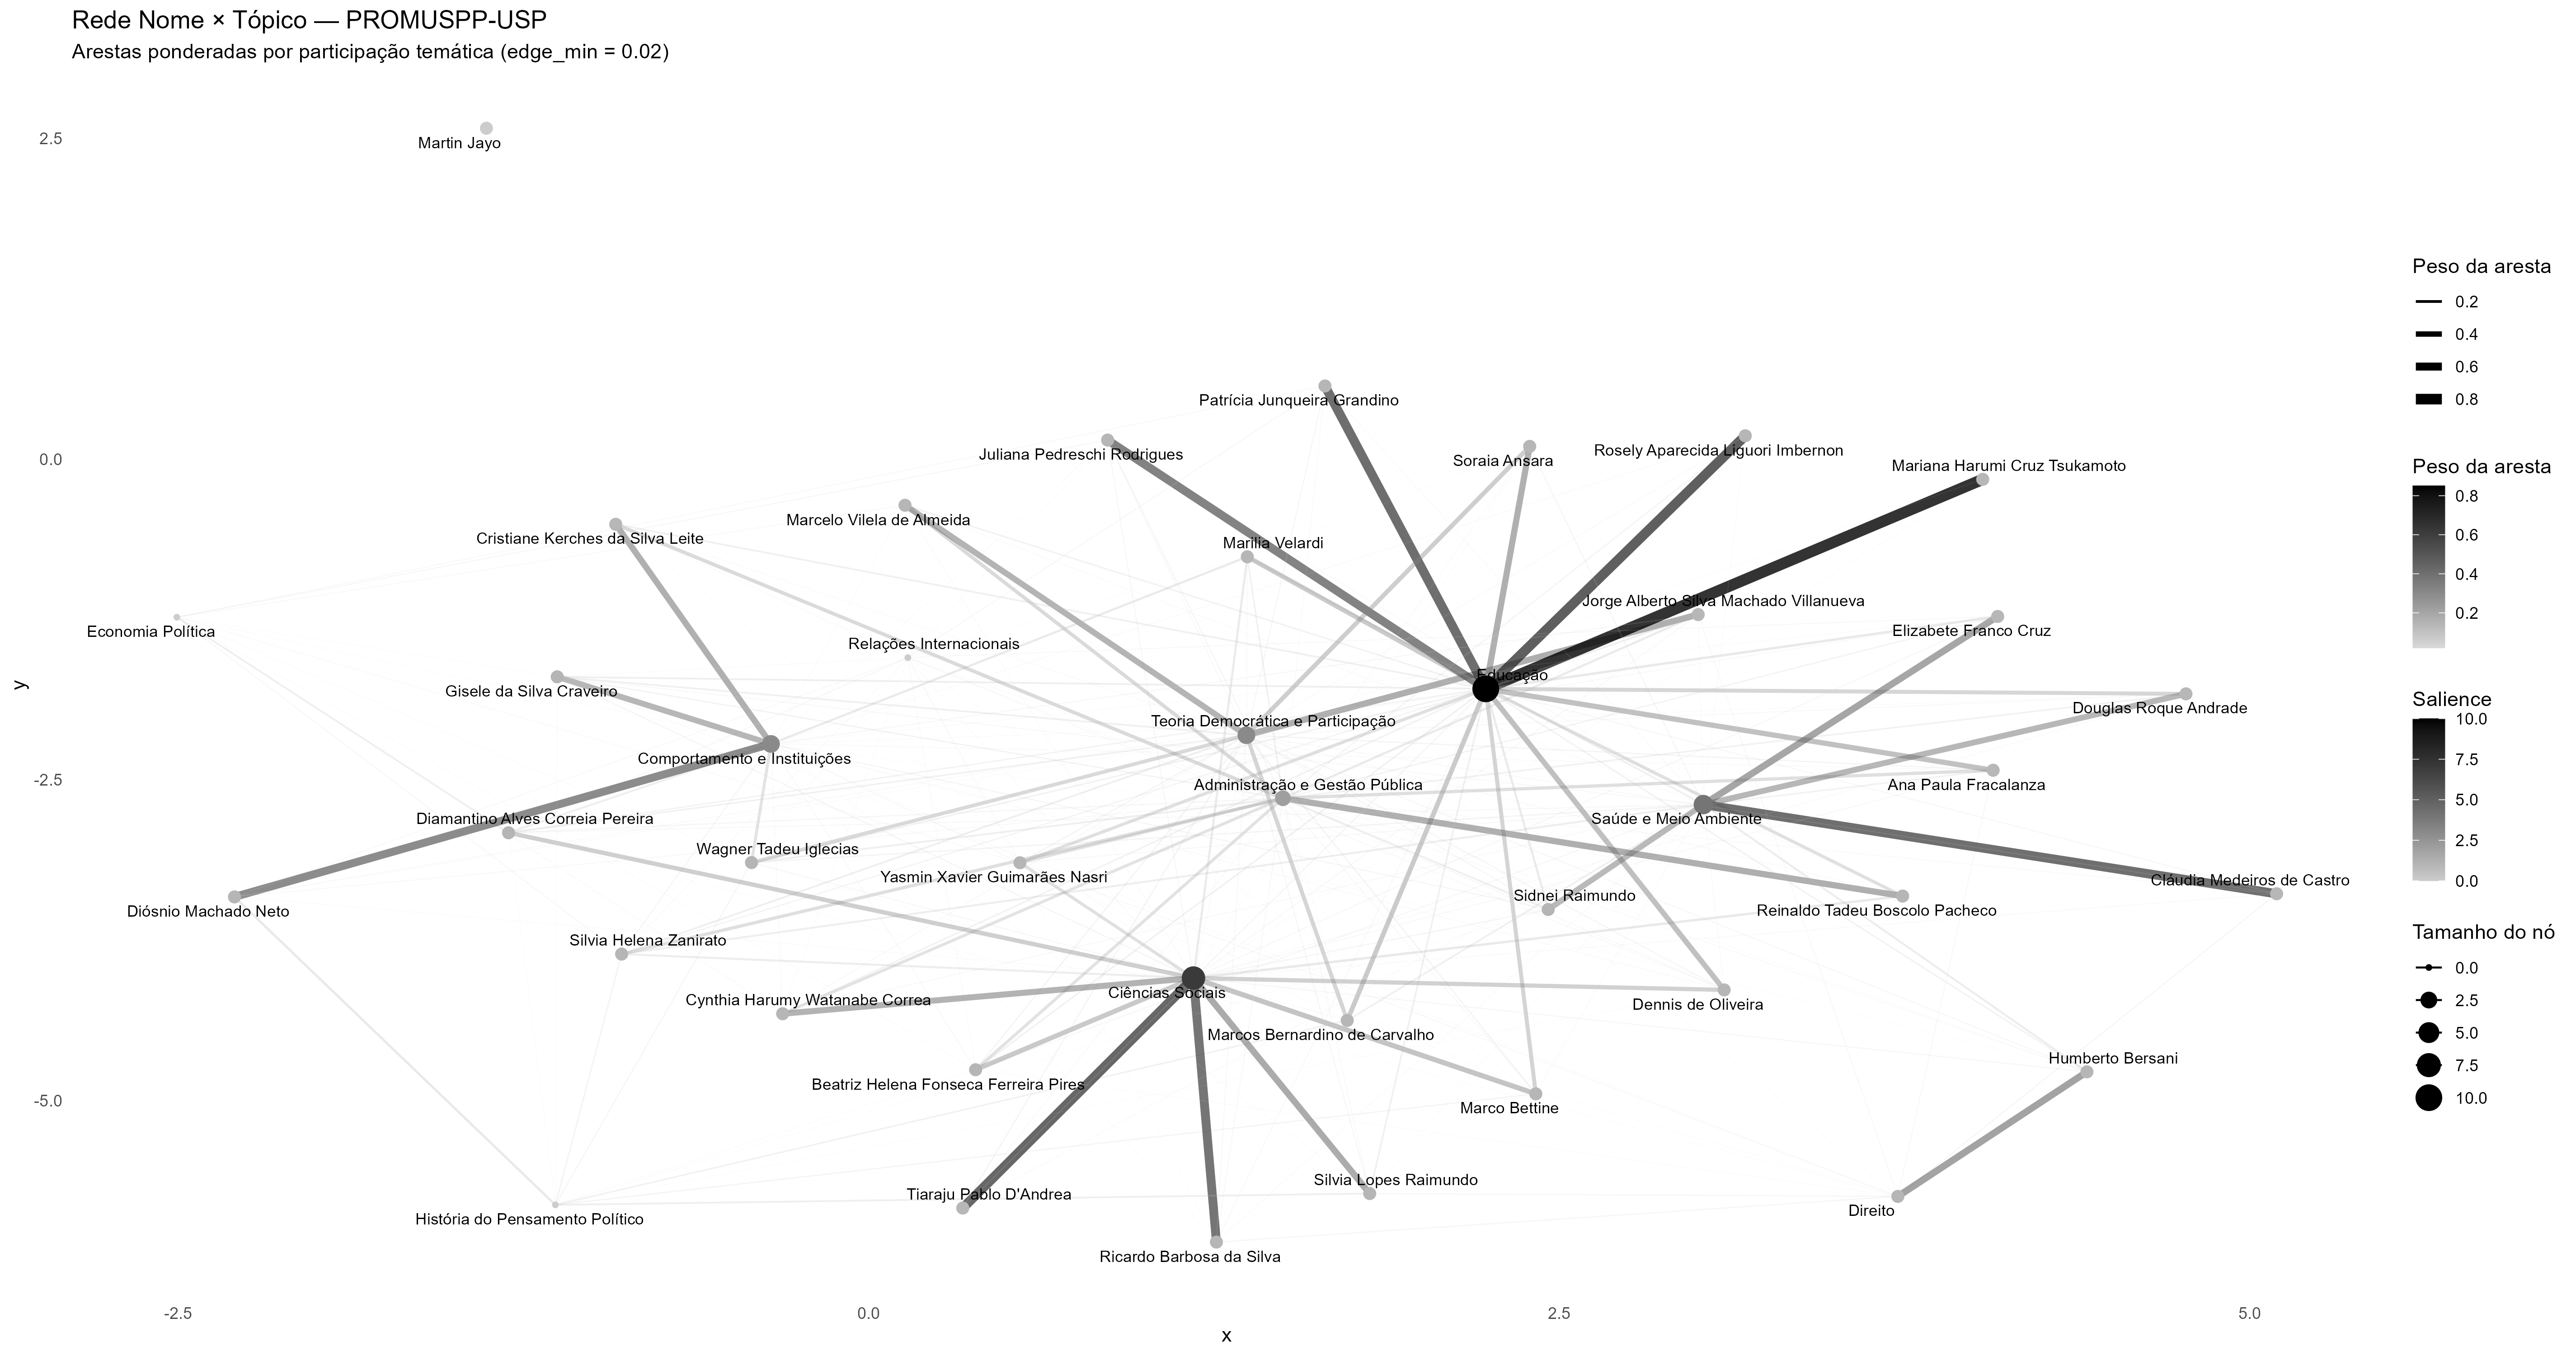 Rede Nome × Tópico — PROMUSPP-USP
Arestas ponderadas por participação temática (edge_min = 0.02)
2.5
0.0
-2.5
-5.0
y
Martin Jayo
Patrícia Junqueira Grandino
Juliana Pedreschi Rodrigues
Soraia Ansara
Rosely Aparecida Liguori Imbernon
Mariana Harumi Cruz Tsukamoto
Marcelo Vilela de Almeida
Cristiane Kerches da Silva Leite
Marília Velardi
Jorge Alberto Silva Machado Villanueva
Economia Política
Elizabete Franco Cruz
Relações Internacionais
Educação
Gisele da Silva Craveiro
Douglas Roque Andrade
Teoria Democrática e Participação
Comportamento e Instituições
Administração e Gestão Pública
Ana Paula Fracalanza
Diamantino Alves Correia Pereira
Saúde e Meio Ambiente
Wagner Tadeu Iglecias
Yasmin Xavier Guimarães Nasri
Cláudia Medeiros de Castro
Sidnei Raimundo
Diósnio Machado Neto
Reinaldo Tadeu Boscolo Pacheco
Silvia Helena Zanirato
Ciências Sociais
Cynthia Harumy Watanabe Correa
Dennis de Oliveira
Marcos Bernardino de Carvalho
Humberto Bersani
Beatriz Helena Fonseca Ferreira Pires
Marco Bettine
Silvia Lopes Raimundo
Tiaraju Pablo D'Andrea
História do Pensamento Político
Direito
Ricardo Barbosa da Silva
-2.5
0.0
2.5
5.0
x
Peso da aresta
0.2
0.4
0.6
0.8
Peso da aresta
0.8
0.6
0.4
0.2
Salience
10.0
7.5
5.0
2.5
0.0
Tamanho do nó
0.0
2.5
5.0
7.5
10.0